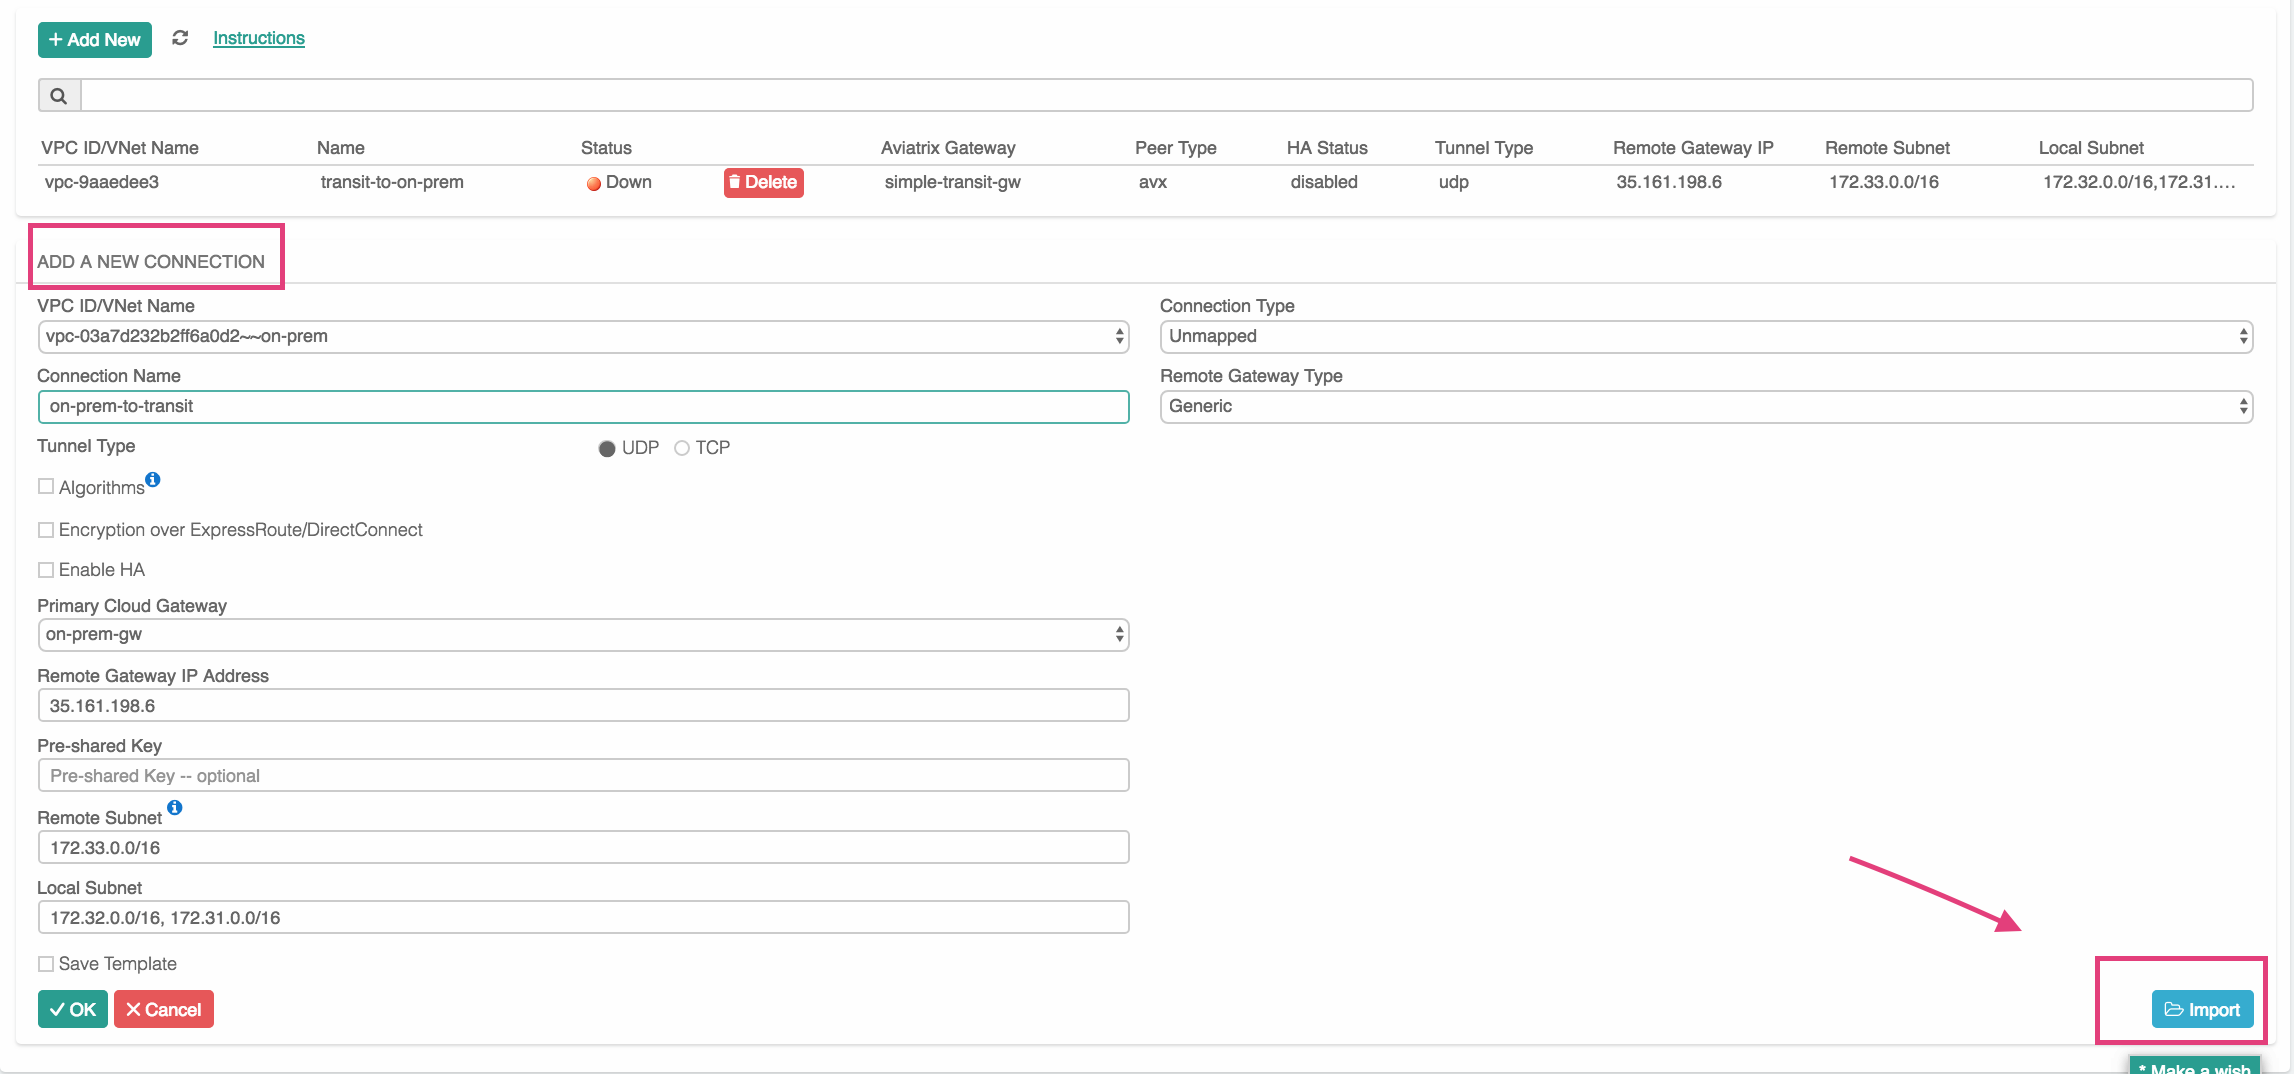 + Add New Instructions
VPC ID/VNet Name Name Status Aviatrix Gateway Peer Type HA Status Tunnel Type Remote Gateway IP Remote Subnet Local Subnet
vpc-9aaedee3 transit-to-on-prem Down Delete simple-transit-gw avx disabled udp 35.161.198.6 172.33.0.0/16 172.32.0.0/16,172.31....
ADD A NEW CONNECTION
VPC ID/VNet Name Connection Type
vpc-03a7d232b2ff6a0d2~~on-prem Unmapped
Connection Name Remote Gateway Type
on-prem-to-transit Generic
Tunnel Type UDP TCP
Algorithms
Encryption over ExpressRoute/DirectConnect
Enable HA
Primary Cloud Gateway
on-prem-gw
Remote Gateway IP Address
35.161.198.6
Pre-shared Key
Pre-shared Key -- optional
Remote Subnet
172.33.0.0/16
Local Subnet
172.32.0.0/16, 172.31.0.0/16
Save Template
OK Cancel Import
* Make a wish